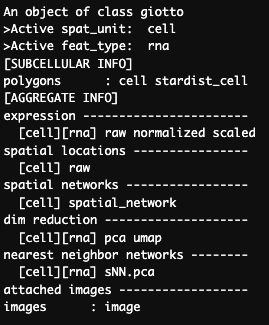 An object of class giotto
>Active spat_unit:  cell
>Active feat_type:  rna
[SUBCELLULAR INFO]
polygons      : cell stardist_cell
[AGGREGATE INFO]
expression -----------------------
  [cell][rna] raw normalized scaled
spatial locations ----------------
  [cell] raw
spatial networks -----------------
  [cell] spatial_network
dim reduction --------------------
  [cell][rna] pca umap
nearest neighbor networks --------
  [cell][rna] sNN.pca
attached images ------------------
images      : image